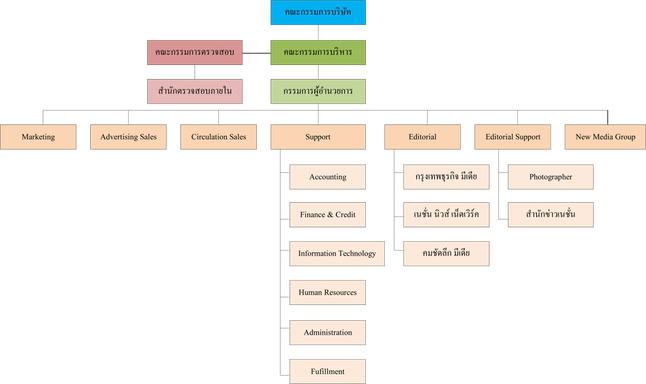 คณะกรรมการบริษัท
คณะกรรมการตรวจสอบ
คณะกรรมการบริหาร
สำนักตรวจสอบภายใน
กรรมการผู้อำนวยการ
Marketing
Advertising Sales
Circulation Sales
Support
Editorial
Editorial Support
New Media Group
Accounting
Finance & Credit
Information Technology
Human Resources
Administration
Fufillment
กรุงเทพธุรกิจ มีเดีย
เนชั่น นิวส์ เน็ตเวิร์ค
คมชัดลึก มีเดีย
Photographer
สำนักข่าวเนชั่น